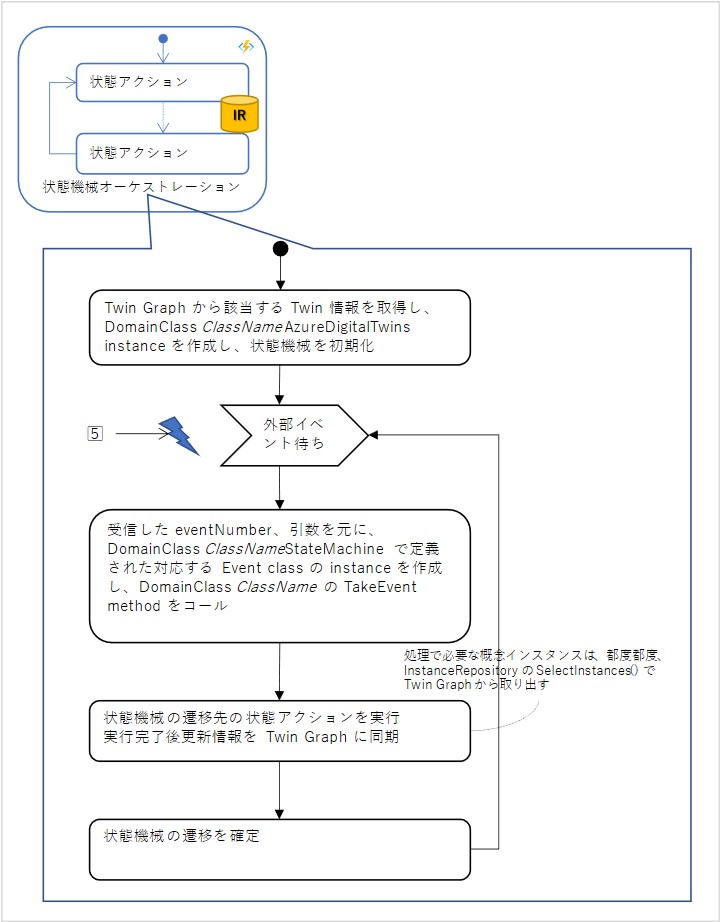 状態アクション
IR
状態アクション
状態機械オーケストレーション
Twin Graph から該当する Twin 情報を取得し、
DomainClass ClassName AzureDigitalTwins
instance を作成し、状態機械を初期化
外部イベ
ント待ち
5
受信した eventNumber、引数を元に、
DomainClass ClassNameStateMachine で定義
された対応する Event class の instance を作成
し、DomainClass ClassName の TakeEvent
method をコール
処理で必要な概念インスタンスは、都度都度、
InstanceRepository の SelectInstances() で
Twin Graph から取り出す
状態機械の遷移先の状態アクションを実行
実行完了後更新情報を Twin Graph に同期
状態機械の遷移を確定